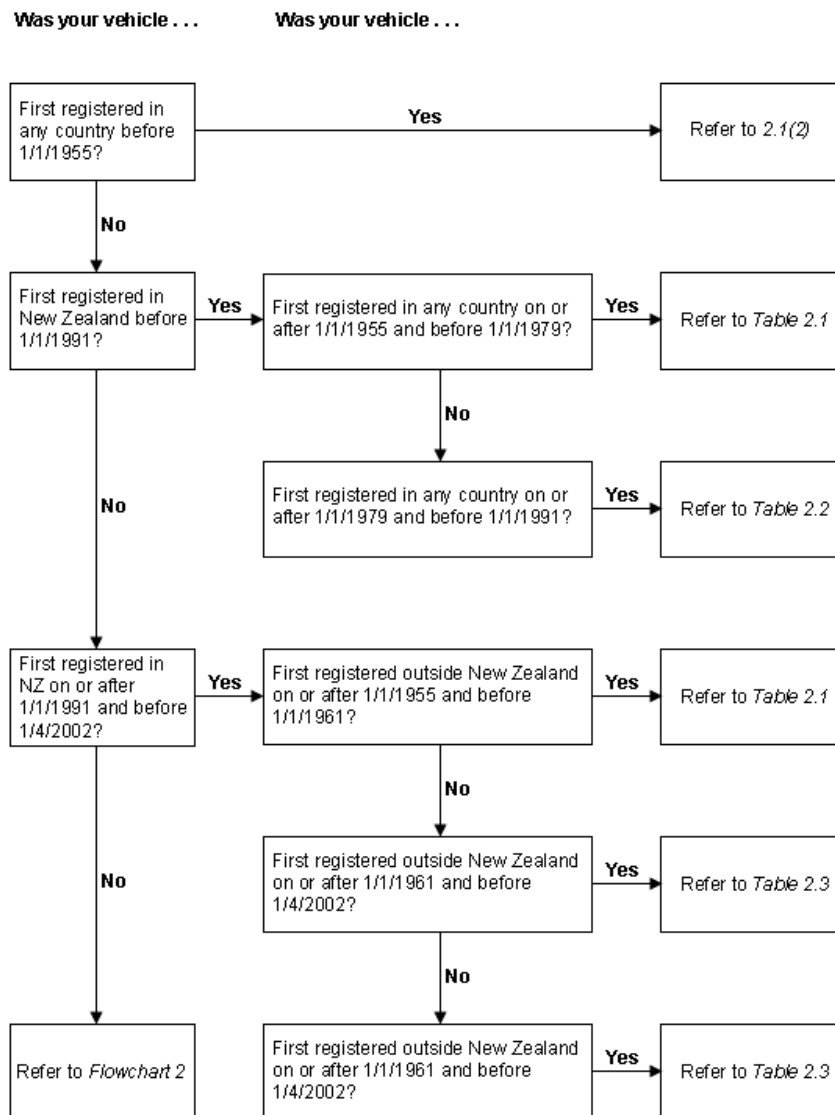 Was your vehicle . . .
Was your vehicle . . .
First registered in
any country before
1/1/1955?
Yes
Refer to 2.1(2)
No
First registered in
New Zealand before
1/1/1991?
Yes
First registered in any country on or
after 1/1/1955 and before 1/1/1979?
Yes
Refer to Table 2.1
No
No
First registered in any country on or
after 1/1/1979 and before 1/1/1991?
Yes
Refer to Table 2.2
First registered in
NZ on or after
1/1/1991 and before
1/4/2002?
Yes
First registered outside New Zealand
on or after 1/1/1955 and before
1/1/1961?
Yes
Refer to Table 2.1
No
No
First registered outside New Zealand
on or after 1/1/1961 and before
1/4/2002?
Yes
Refer to Table 2.3
No
Refer to Flowchart 2
First registered outside New Zealand
on or after 1/1/1961 and before
1/4/2002?
Yes
Refer to Table 2.3